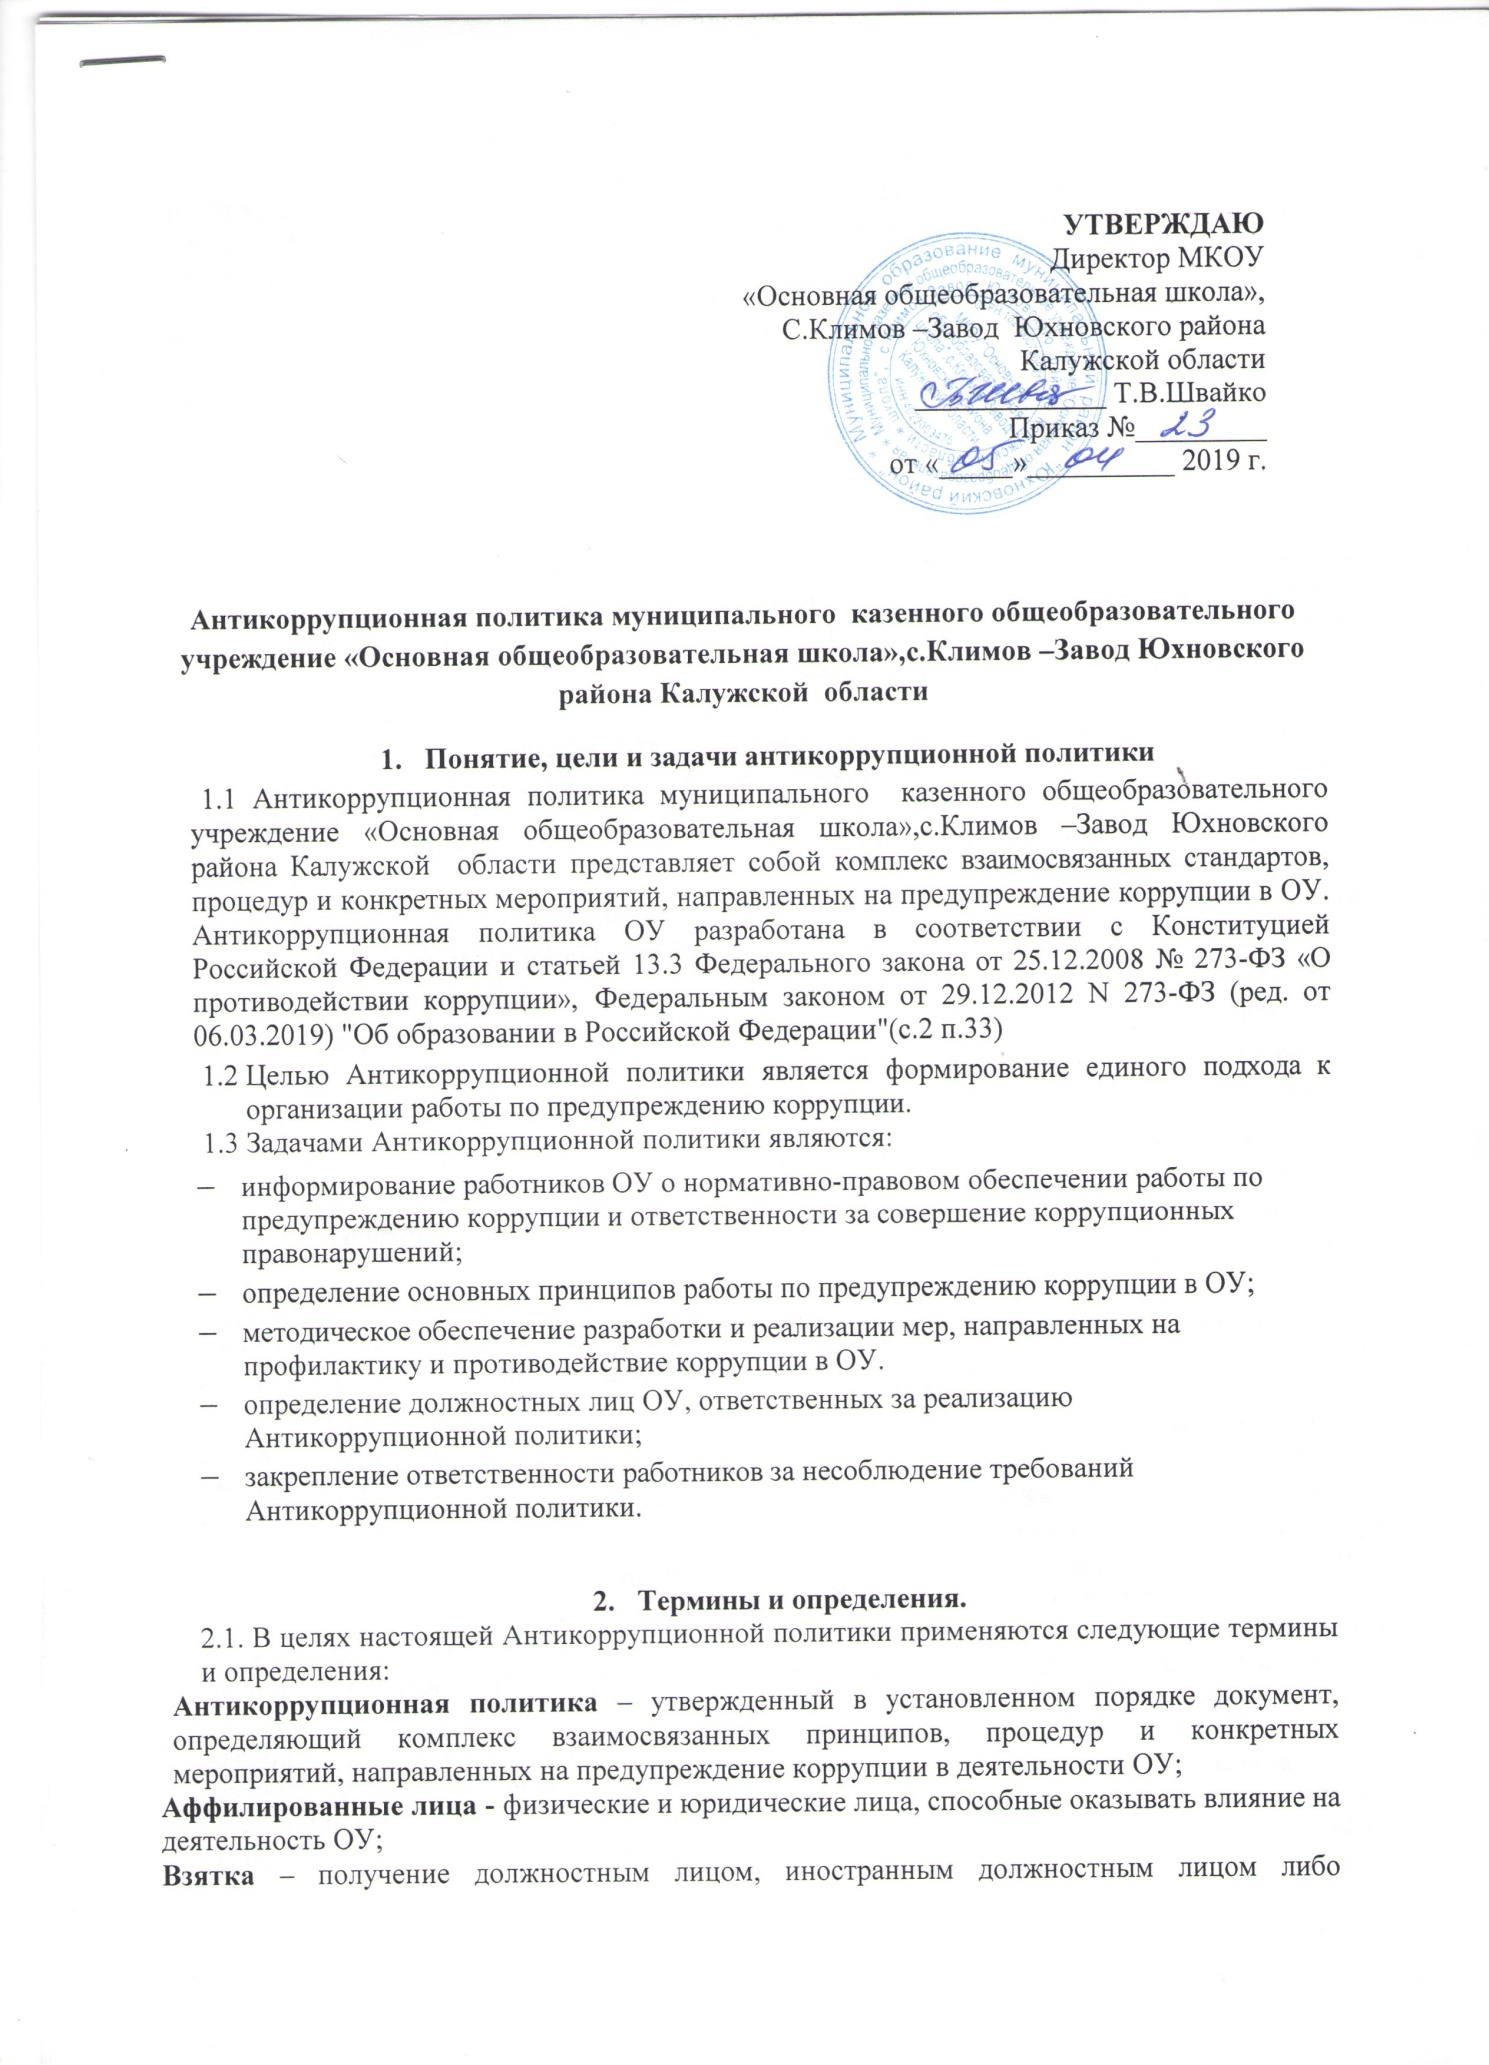 УТВЕРЖДАЮ
Директор МКОУ
«Основная общеобразовательная школа»,
С.Климов –Завод  Юхновского района
Калужской области
Т.В.Швайко
Приказ № 23
от « 05 » 04 2019 г.
Антикоррупционная политика муниципального  казенного общеобразовательного
учреждение «Основная общеобразовательная школа»,с.Климов –Завод Юхновского
района Калужской  области
1.   Понятие, цели и задачи антикоррупционной политики
1.1 Антикоррупционная политика муниципального  казенного общеобразовательного
учреждение «Основная общеобразовательная школа»,с.Климов –Завод Юхновского
района Калужской  области представляет собой комплекс взаимосвязанных стандартов,
процедур и конкретных мероприятий, направленных на предупреждение коррупции в ОУ.
Антикоррупционная политика ОУ разработана в соответствии с Конституцией
Российской Федерации и статьей 13.3 Федерального закона от 25.12.2008 № 273-ФЗ «О
противодействии коррупции», Федеральным законом от 29.12.2012 N 273-ФЗ (ред. от
06.03.2019) "Об образовании в Российской Федерации"(с.2 п.33)
1.2 Целью Антикоррупционной политики является формирование единого подхода к
организации работы по предупреждению коррупции.
1.3 Задачами Антикоррупционной политики являются:
– информирование работников ОУ о нормативно-правовом обеспечении работы по
предупреждению коррупции и ответственности за совершение коррупционных
правонарушений;
– определение основных принципов работы по предупреждению коррупции в ОУ;
– методическое обеспечение разработки и реализации мер, направленных на
профилактику и противодействие коррупции в ОУ.
– определение должностных лиц ОУ, ответственных за реализацию
Антикоррупционной политики;
– закрепление ответственности работников за несоблюдение требований
Антикоррупционной политики.
2.   Термины и определения.
2.1. В целях настоящей Антикоррупционной политики применяются следующие термины
и определения:
Антикоррупционная политика – утвержденный в установленном порядке документ,
определяющий комплекс взаимосвязанных принципов, процедур и конкретных
мероприятий, направленных на предупреждение коррупции в деятельности ОУ;
Аффилированные лица - физические и юридические лица, способные оказывать влияние на
деятельность ОУ;
Взятка – получение должностным лицом, иностранным должностным лицом либо